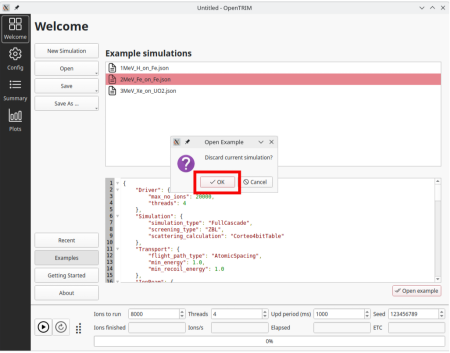 Untitled - OpenTRIM
Welcome
Welcome
Config
Summary
Plots
New Simulation
Open
Save
Save As ...
Recent
Examples
Getting Started
About
Example simulations
1MeV_H_on_Fe.json
2MeV_Fe_on_Fe.json
3MeV_Xe_on_UO2.json
Open Example
Discard current simulation?
OK
Cancel
1 {
2 "Driver": {
3 "max_no_ions": 20000,
4 "threads": 4
5 },
6 "Simulation": {
7 "simulation_type": "FullCascade",
8 "screening_type": "ZBL",
9 "scattering_calculation": "Corteo4bitTable"
10 },
11 "Transport": {
12 "flight_path_type": "AtomicSpacing",
13 "min_energy": 1.0,
14 "min_recoil_energy": 1.0
15 },
16 "IonBeam": {
Open example
Ions to run 8000 Threads 4 Upd period (ms) 1000 Seed 123456789
Ions finished Ions/s Elapsed ETC
0%